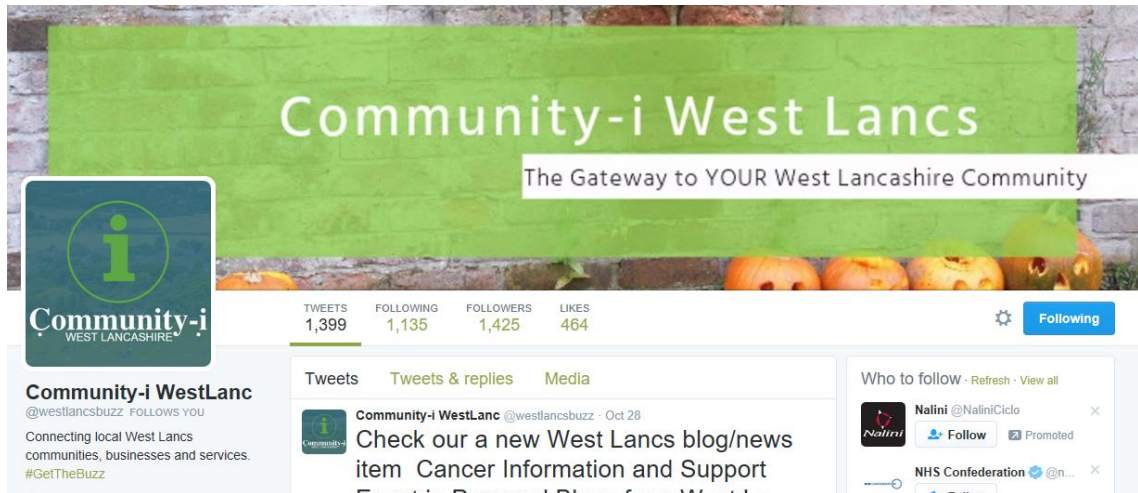 Community-i West Lancs
The Gateway to YOUR West Lancashire Community
i
Community-i
WEST LANCASHIRE
TWEETS FOLLOWING FOLLOWERS LIKES
1,399 1,135 1,425 464
Following
Community-i WestLanc
@westlancsbuzz FOLLOWS YOU
Connecting local West Lancs
communities, businesses and services.
#GetTheBuzz
Tweets Tweets & replies Media
Community-i WestLanc @westlancsbuzz · Oct 28
Check our a new West Lancs blog/news
item Cancer Information and Support
Who to follow · Refresh · View all
Nalini @NaliniCiclo
Nalini
Follow Promoted
NHS Confederation @n...